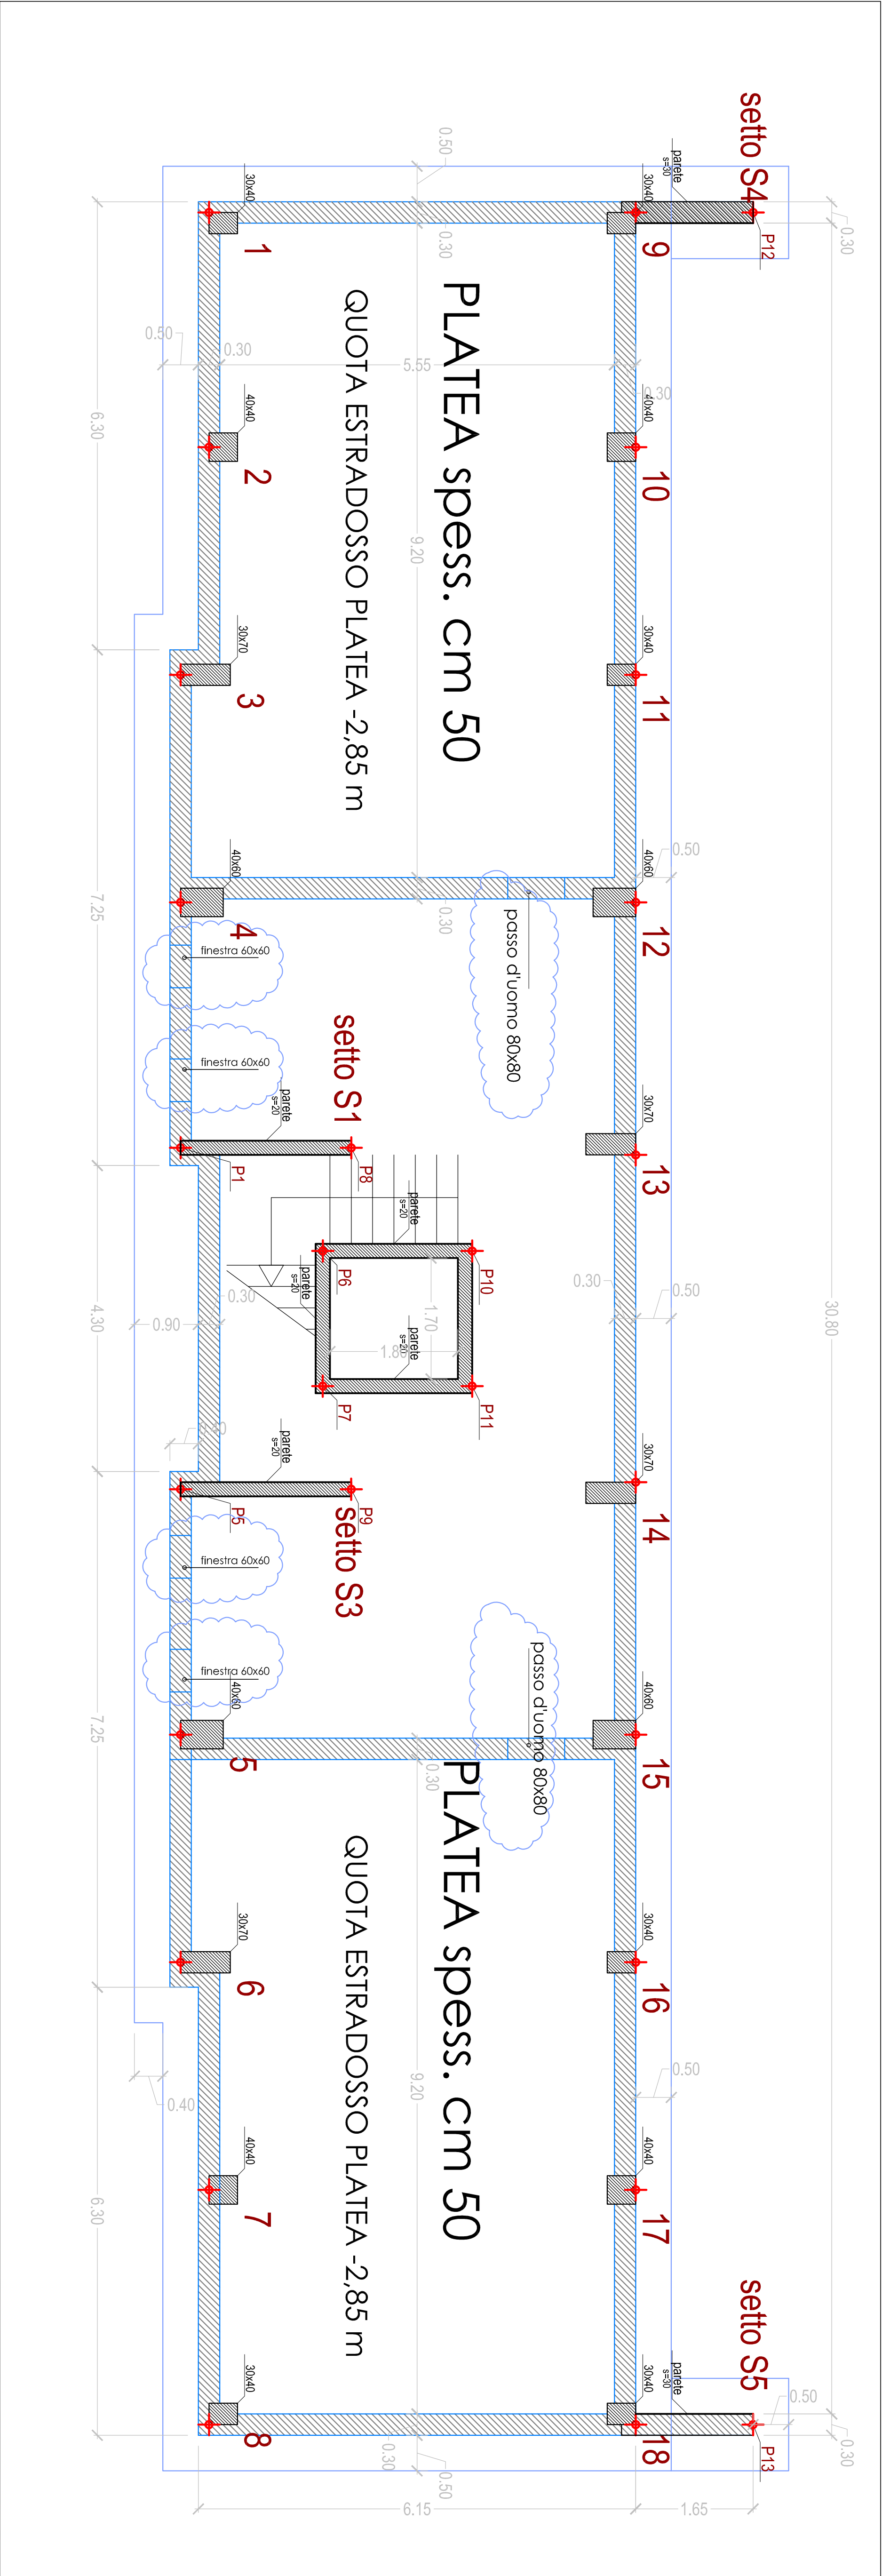 setto S4
parete
s=30
P12
0.30
0.50
30x40
1
0.30
30x40
9
PLATEA spess. cm 50
QUOTA ESTRADOSSO PLATEA -2,85 m
0.50
0.30
5.55
0.30
40x40
2
40x40
10
6.30
9.20
30x70
3
30x40
11
40x60
4
0.30
40x60
12
0.50
7.25
finestra 60x60
passo d'uomo 80x80
finestra 60x60
setto S1
parete
s=20
P1
P8
30x70
13
parete
s=20
P6
P10
parete
s=20
0.30
0.90
4.30
1.70
parete
s=20
P7
P11
0.30
0.50
30.80
parete
s=20
P5
P9
setto S3
30x70
14
finestra 60x60
finestra 60x60
passo d'uomo 80x80
7.25
40x60
5
0.30
40x60
15
PLATEA spess. cm 50
QUOTA ESTRADOSSO PLATEA -2,85 m
30x70
6
30x40
16
0.40
9.20
0.50
6.30
40x40
7
40x40
17
30x40
8
30x40
18
setto S5
parete
s=30
P13
0.50
0.30
0.30
0.50
6.15
1.65